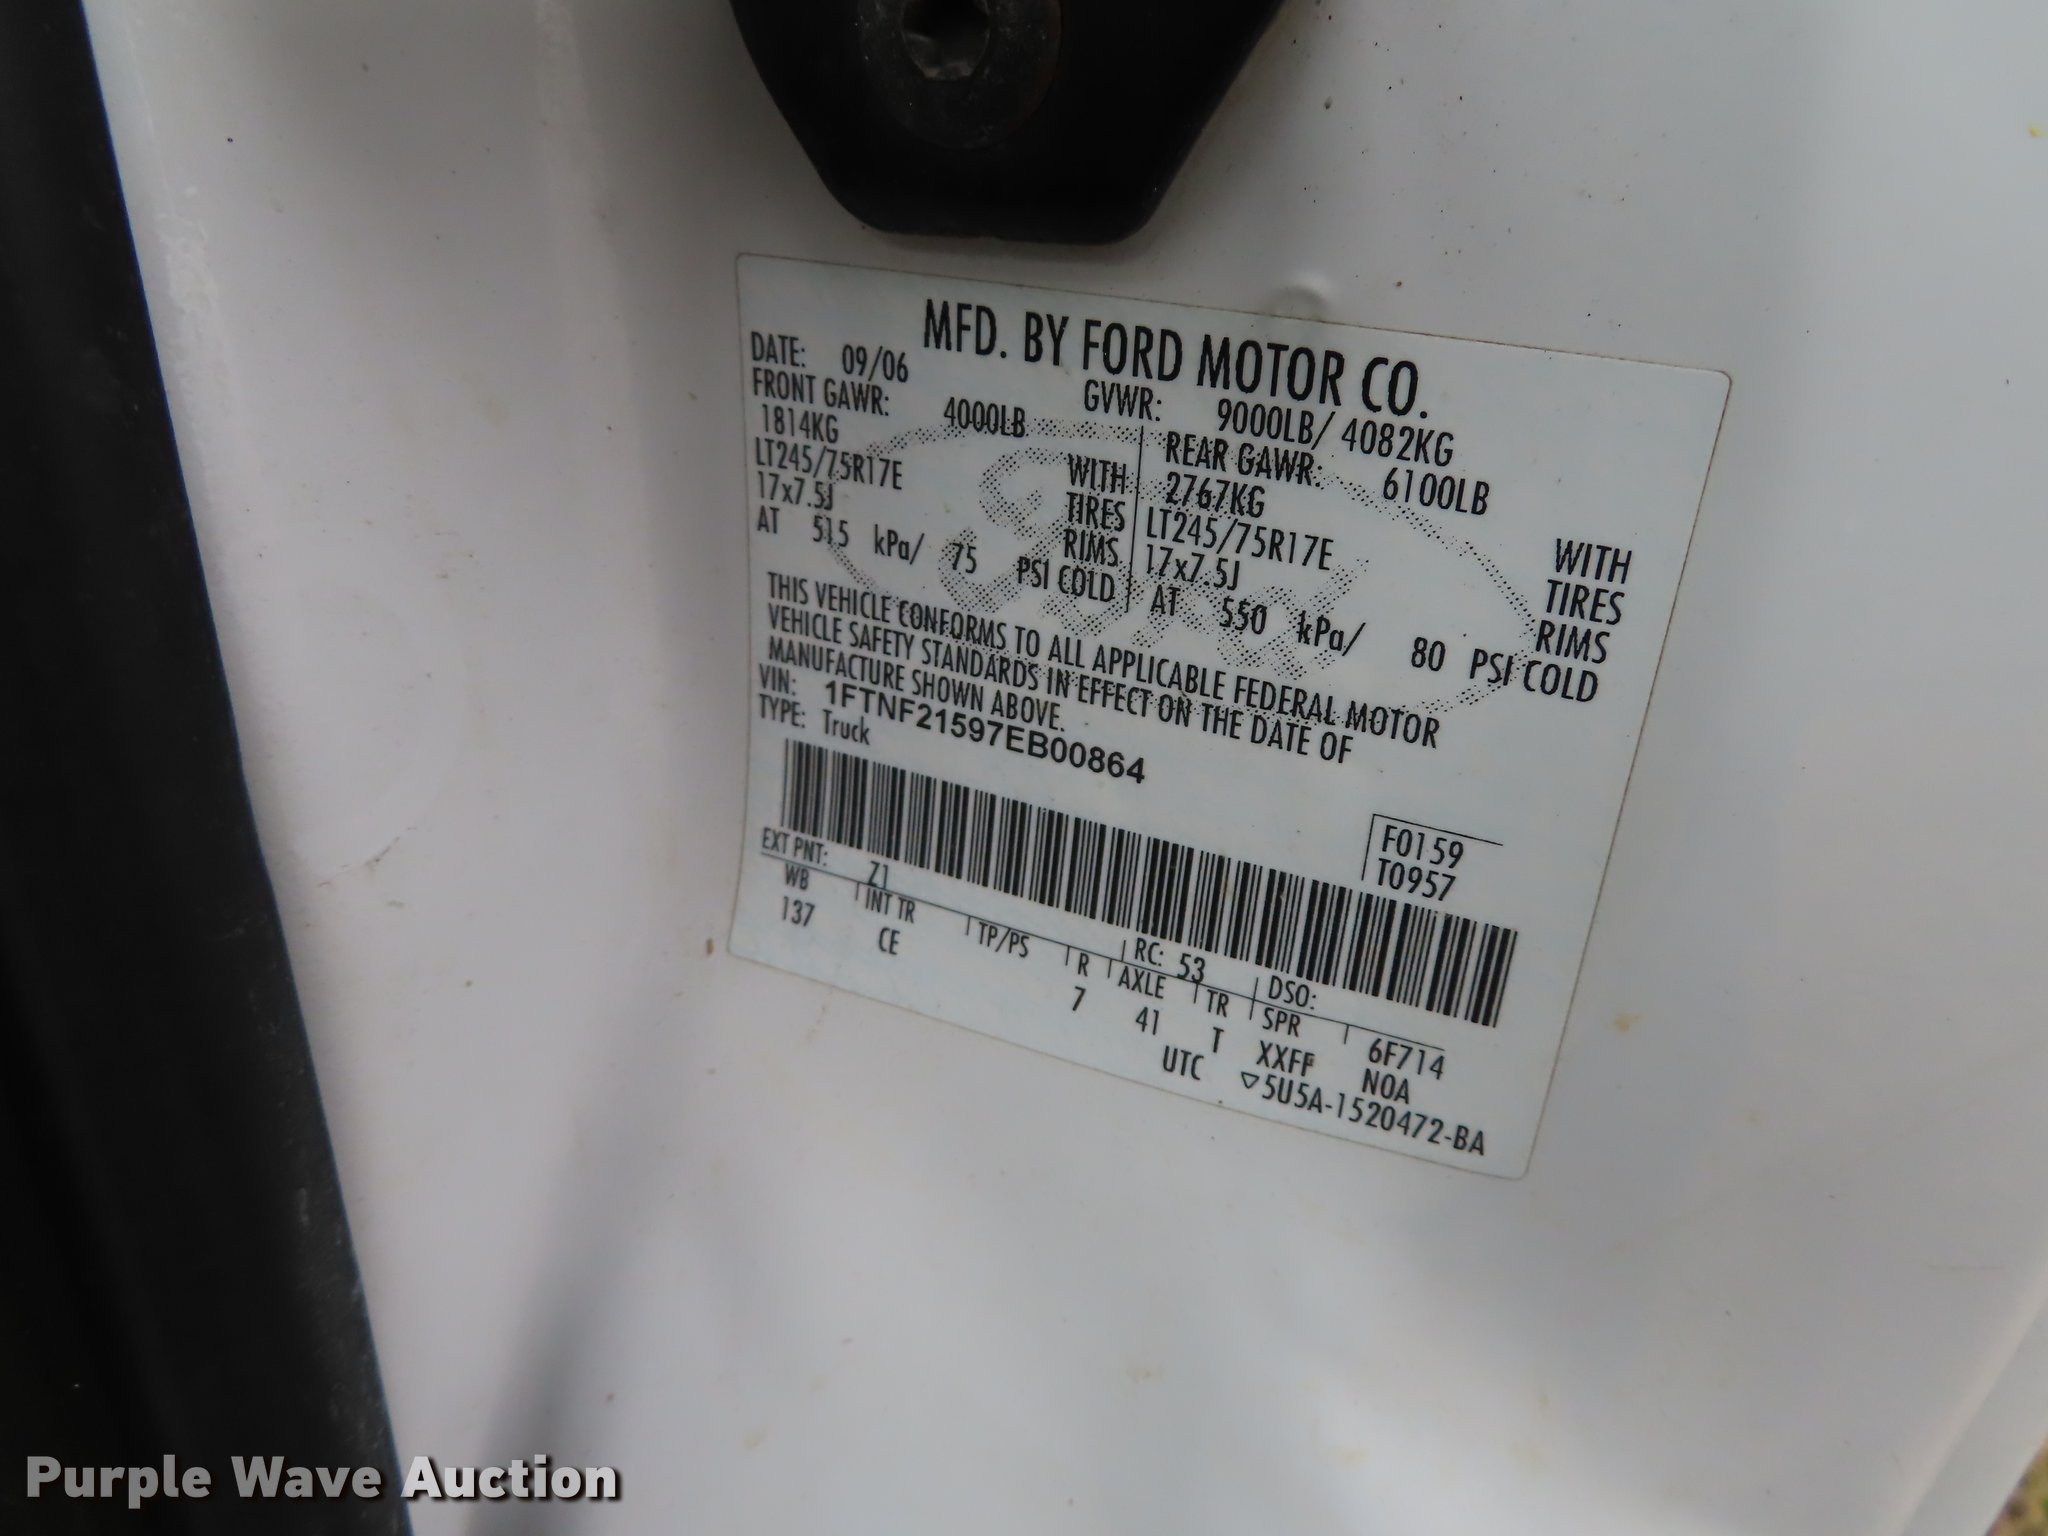 MFD. BY FORD MOTOR CO.
DATE: 09/06 GVWR: 9000LB/ 4082KG
FRONT GAWR: 4000LB REAR GAWR: 6100LB
1814KG WITH 2767KG WITH
LT245/75R17E TIRES LT245/75R17E TIRES
17x7.5J RIMS 17x7.5J RIMS
AT 515 kPa/ 75 PSI COLD AT 550 kPa/ 80 PSI COLD
THIS VEHICLE CONFORMS TO ALL APPLICABLE FEDERAL MOTOR
VEHICLE SAFETY STANDARDS IN EFFECT ON THE DATE OF
MANUFACTURE SHOWN ABOVE.
VIN: 1FTNF21597EB00864
TYPE: Truck
F0159
T0957
EXT PNT: Z1 RC: 53 DSO:
WB INT TR TP/PS R AXLE TR SPR 6F714
137 CE 7 41 T XXFF NOA
UTC ▽5U5A-1520472-BA
Purple Wave Auction